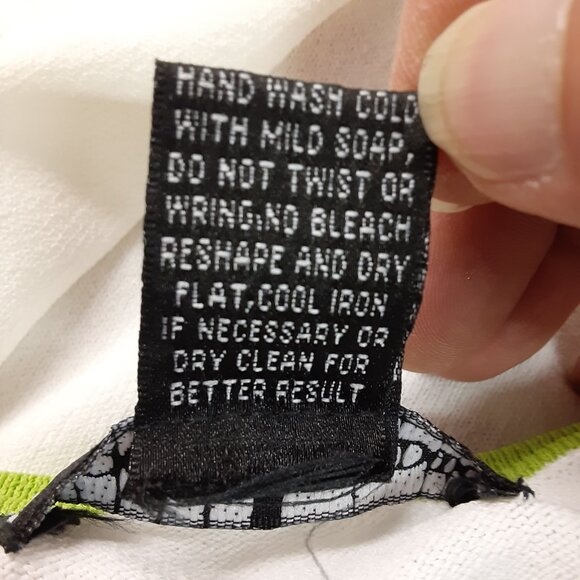 HAND WASH COLD
WITH MILD SOAP,
DO NOT TWIST OR
WRING,NO BLEACH
RESHAPE AND DRY
FLAT,COOL IRON
IF NECESSARY OR
DRY CLEAN FOR
BETTER RESULT